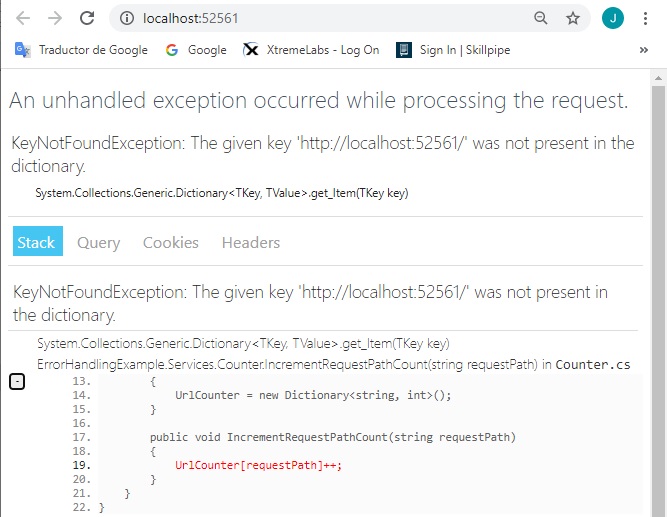 localhost:52561
J
Traductor de Google
Google
XtremeLabs - Log On
Sign In | Skillpipe
»
An unhandled exception occurred while processing the request.
KeyNotFoundException: The given key 'http://localhost:52561/' was not present in the
dictionary.
System.Collections.Generic.Dictionary<TKey, TValue>.get_Item(TKey key)
Stack Query Cookies Headers
KeyNotFoundException: The given key 'http://localhost:52561/' was not present in
the dictionary.
System.Collections.Generic.Dictionary<TKey, TValue>.get_Item(TKey key)
ErrorHandlingExample.Services.Counter.IncrementRequestPathCount(string requestPath) in Counter.cs
13. {
14. UrlCounter = new Dictionary<string, int>();
15. }
16.
17. public void IncrementRequestPathCount(string requestPath)
18. {
19. UrlCounter[requestPath]++;
20. }
21. }
22. }